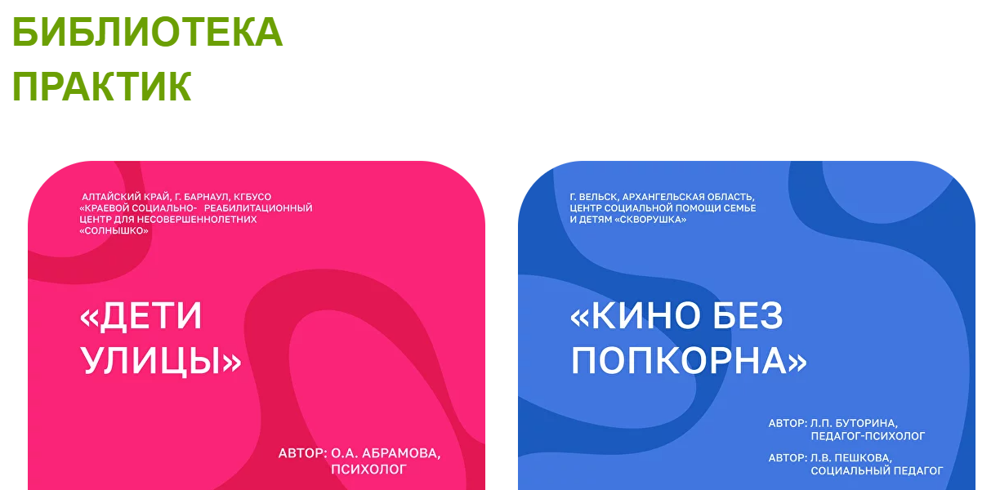 БИБЛИОТЕКА
ПРАКТИК
АЛТАЙСКИЙ КРАЙ, Г. БАРНАУЛ, КГБУСО
«КРАЕВОЙ СОЦИАЛЬНО- РЕАБИЛИТАЦИОННЫЙ
ЦЕНТР ДЛЯ НЕСОВЕРШЕННОЛЕТНИХ
«СОЛНЫШКО»
«ДЕТИ
УЛИЦЫ»
АВТОР: О.А. АБРАМОВА,
ПСИХОЛОГ
Г. ВЕЛЬСК, АРХАНГЕЛЬСКАЯ ОБЛАСТЬ,
ЦЕНТР СОЦИАЛЬНОЙ ПОМОЩИ СЕМЬЕ
И ДЕТЯМ «СКВОРУШКА»
«КИНО БЕЗ
ПОПКОРНА»
АВТОР: Л.П. БУТОРИНА,
ПЕДАГОГ-ПСИХОЛОГ
АВТОР: Л.В. ПЕШКОВА,
СОЦИАЛЬНЫЙ ПЕДАГОГ